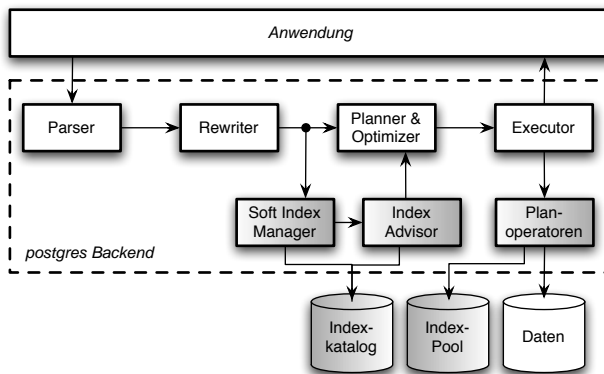 Anwendung
Parser
Rewriter
Planner &
Optimizer
Executor
Soft Index
Manager
Index
Advisor
Plan-
operatoren
postgres Backend
Index-
katalog
Index-
Pool
Daten